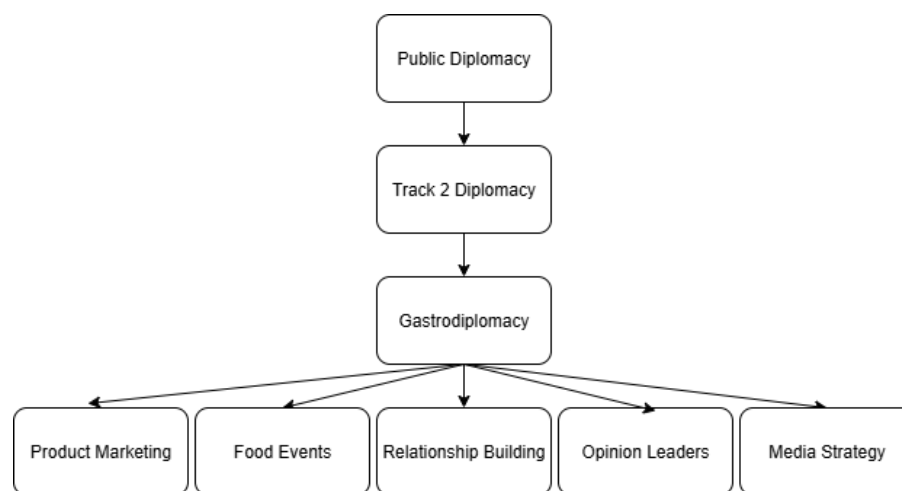 Public Diplomacy
Track 2 Diplomacy
Gastrodiplomacy
Product Marketing
Food Events
Relationship Building
Opinion Leaders
Media Strategy